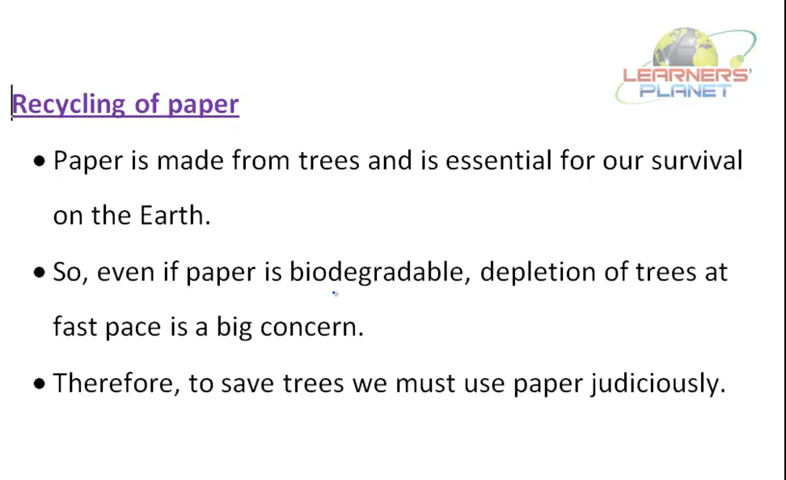 LEARNERS'
PLANET
Recycling of paper
• Paper is made from trees and is essential for our survival
on the Earth.
• So, even if paper is biodegradable, depletion of trees at
fast pace is a big concern.
• Therefore, to save trees we must use paper judiciously.